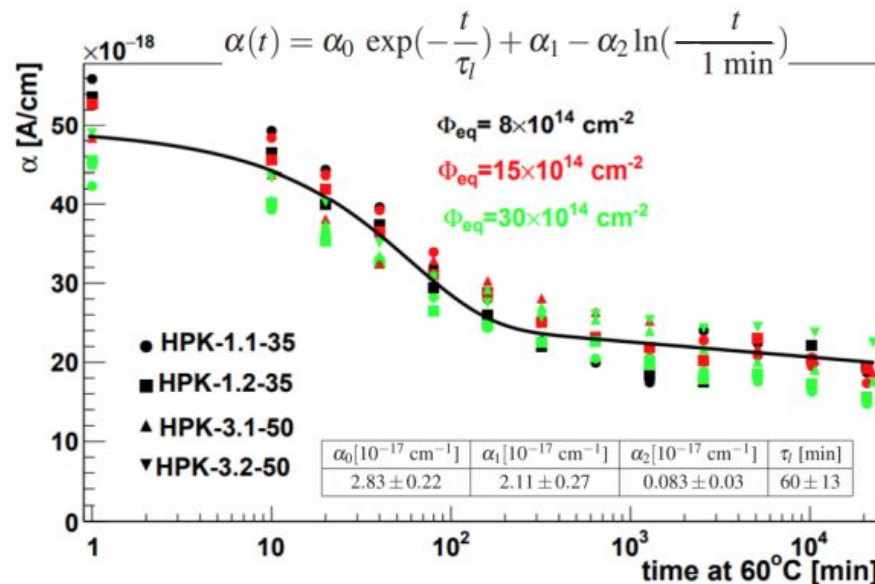 ×10⁻¹⁸
α(t) = α₀ exp(−t/τₗ) + α₁ − α₂ ln(t/1 min)
α [A/cm]
50
40
30
20
10
0
Φeq= 8×10¹⁴ cm⁻²
Φeq=15×10¹⁴ cm⁻²
Φeq=30×10¹⁴ cm⁻²
HPK-1.1-35
HPK-1.2-35
HPK-3.1-50
HPK-3.2-50
α₀[10⁻¹⁷ cm⁻¹] α₁[10⁻¹⁷ cm⁻¹] α₂[10⁻¹⁷ cm⁻¹] τₗ [min]
2.83 ± 0.22 2.11 ± 0.27 0.083 ± 0.03 60 ± 13
1 10 10² 10³ 10⁴
time at 60°C [min]